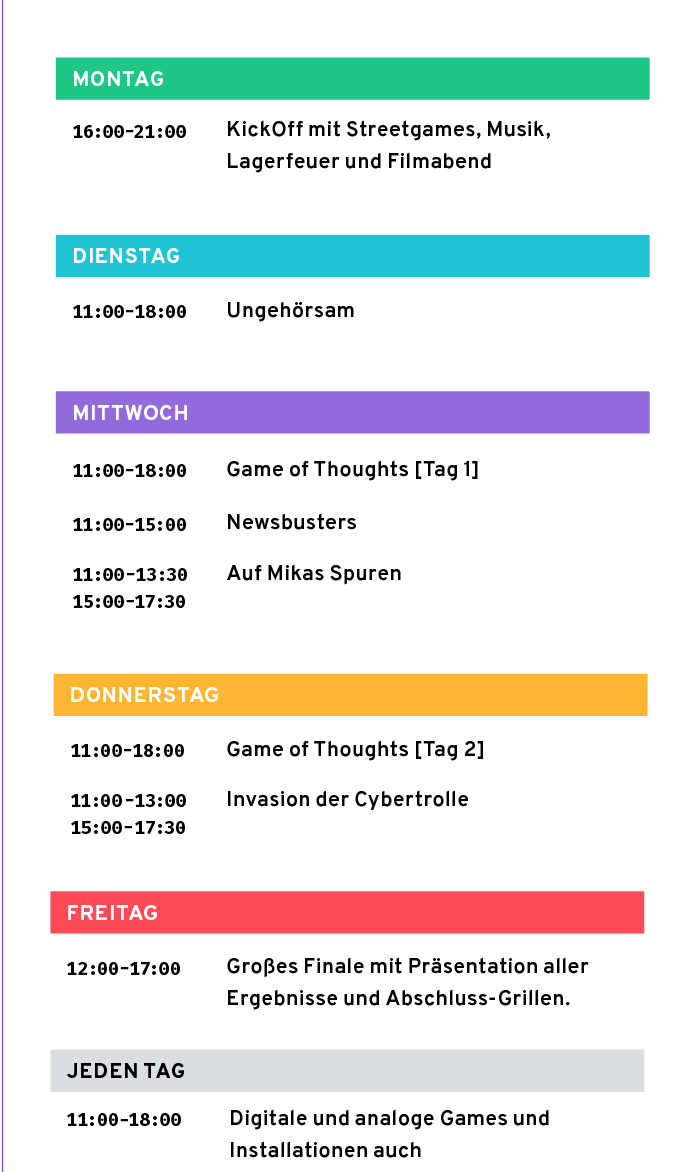 MONTAG
16:00–21:00 KickOff mit Streetgames, Musik,
Lagerfeuer und Filmabend
DIENSTAG
11:00–18:00 Ungehörsam
MITTWOCH
11:00–18:00 Game of Thoughts [Tag 1]
11:00–15:00 Newsbusters
11:00–13:30 Auf Mikas Spuren
15:00–17:30
DONNERSTAG
11:00–18:00 Game of Thoughts [Tag 2]
11:00–13:00 Invasion der Cybertrolle
15:00–17:30
FREITAG
12:00–17:00 Großes Finale mit Präsentation aller
Ergebnisse und Abschluss-Grillen.
JEDEN TAG
11:00–18:00 Digitale und analoge Games und
Installationen auch